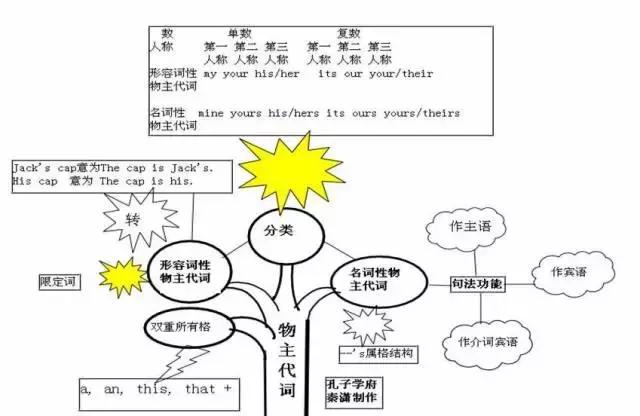 数 单数 复数
人称 第一 第二 第三 第一 第二 第三
人称 人称 人称 人称 人称 人称
形容词性 my your his/her its our your/their
物主代词
名词性 mine yours his/hers its ours yours/theirs
物主代词
Jack's cap意为The cap is Jack's.
His cap 意为 The cap is his.
转
分类
作主语
形容词性
物主代词
限定词
名词性物
主代词
句法功能
作宾语
双重所有格
物主代词
--'s属格结构
作介词宾语
a, an, this, that +
孔子学府
秦潇制作